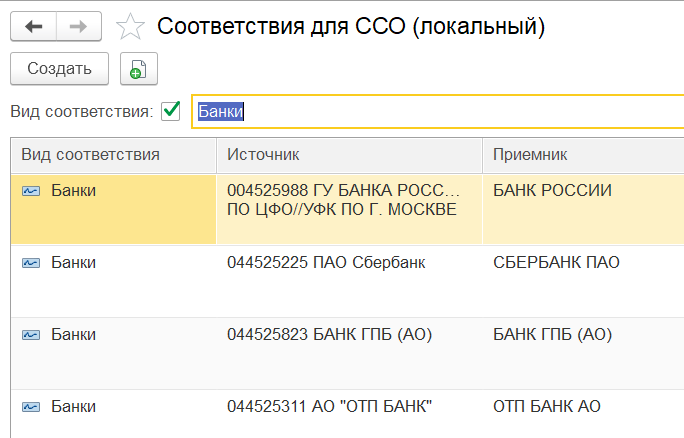 Соответствия для ССО (локальный)
Создать
Вид соответствия: Банки
Вид соответствия Источник Приемник
Банки 004525988 ГУ БАНКА РОСС... БАНК РОССИИ
ПО ЦФО//УФК ПО Г. МОСКВЕ
Банки 044525225 ПАО Сбербанк СБЕРБАНК ПАО
Банки 044525823 БАНК ГПБ (АО) БАНК ГПБ (АО)
Банки 044525311 АО "ОТП БАНК" ОТП БАНК АО